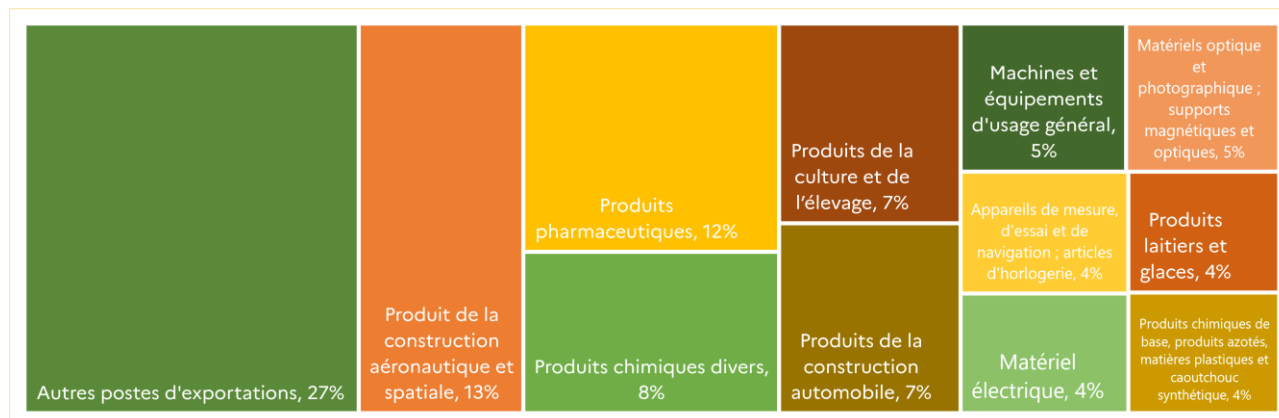 Autres postes d'exportations, 27%
Produit de la
construction
aéronautique et
spatiale, 13%
Produits
pharmaceutiques, 12%
Produits chimiques divers,
8%
Produits de la
culture et de
l’élevage, 7%
Produits de la
construction
automobile, 7%
Machines et
équipements
d'usage général,
5%
Matériels optique
et
photographique ;
supports
magnétiques et
optiques, 5%
Appareils de mesure,
d'essai et de
navigation ; articles
d'horlogerie, 4%
Produits
laitiers et
glaces, 4%
Matériel
électrique, 4%
Produits chimiques de
base, produits azotés,
matières plastiques et
caoutchouc
synthétique, 4%